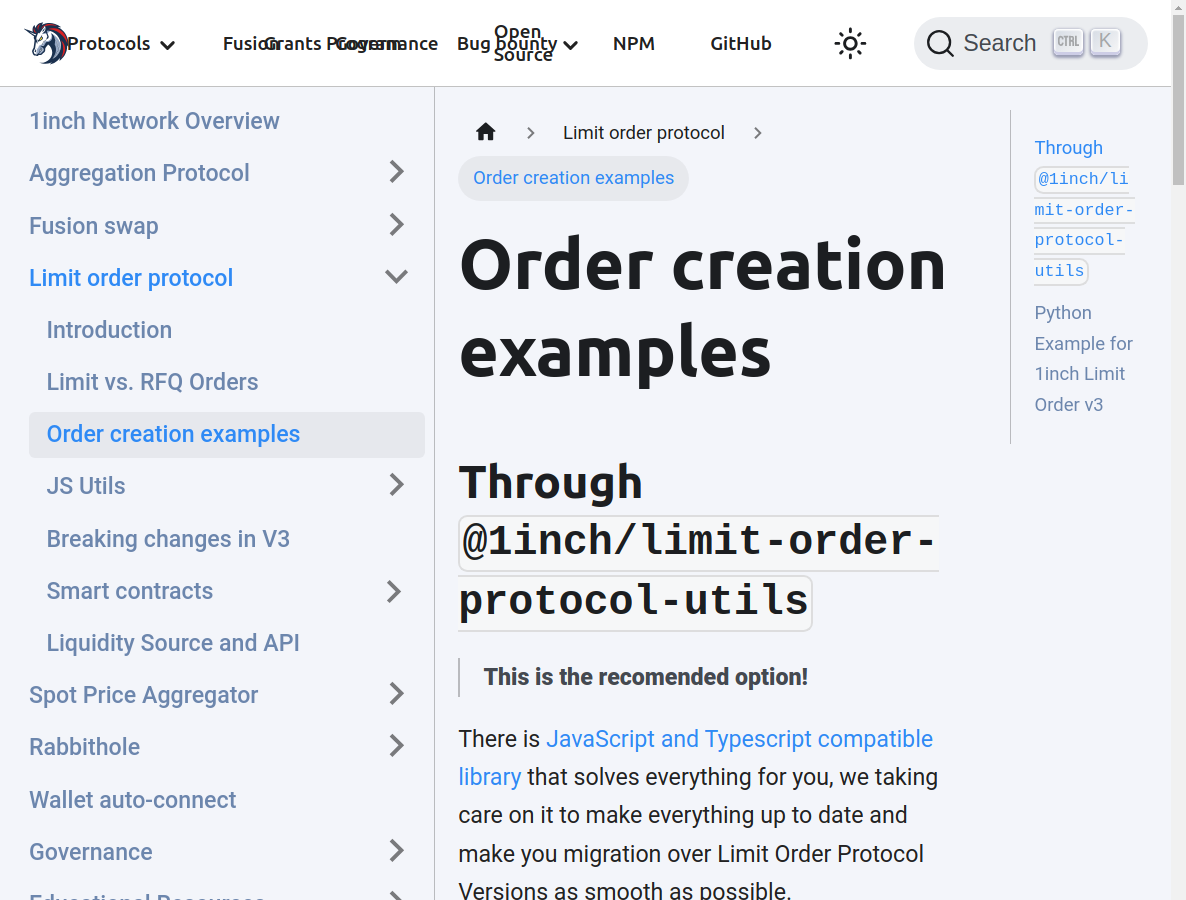 Protocols
Fusion
Grants Program
Governance
Bug bounty
Open
Source
NPM
GitHub
Search
CTRL
K
1inch Network Overview
Aggregation Protocol
Fusion swap
Limit order protocol
Introduction
Limit vs. RFQ Orders
Order creation examples
JS Utils
Breaking changes in V3
Smart contracts
Liquidity Source and API
Spot Price Aggregator
Rabbithole
Wallet auto-connect
Governance
Educational Resources
Limit order protocol
Order creation examples
Order creation
examples
Through
@1inch/limit-order-
protocol-utils
This is the recomended option!
There is JavaScript and Typescript compatible
library that solves everything for you, we taking
care on it to make everything up to date and
make you migration over Limit Order Protocol
Versions as smooth as possible.
Through
@1inch/li
mit-order-
protocol-
utils
Python
Example for
1inch Limit
Order v3